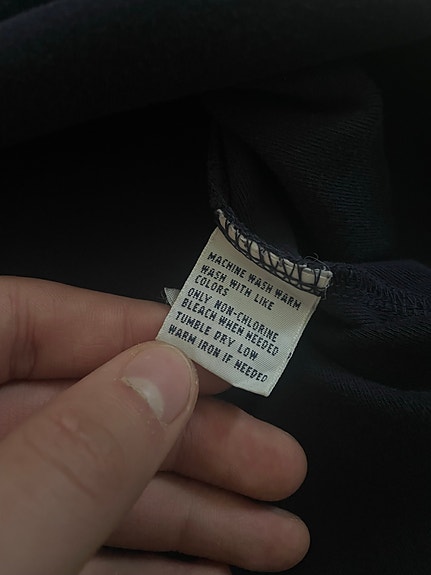 MACHINE WASH WARM
WASH WITH LIKE
COLORS
ONLY NON-CHLORINE
BLEACH WHEN NEEDED
TUMBLE DRY LOW
WARM IRON IF NEEDED